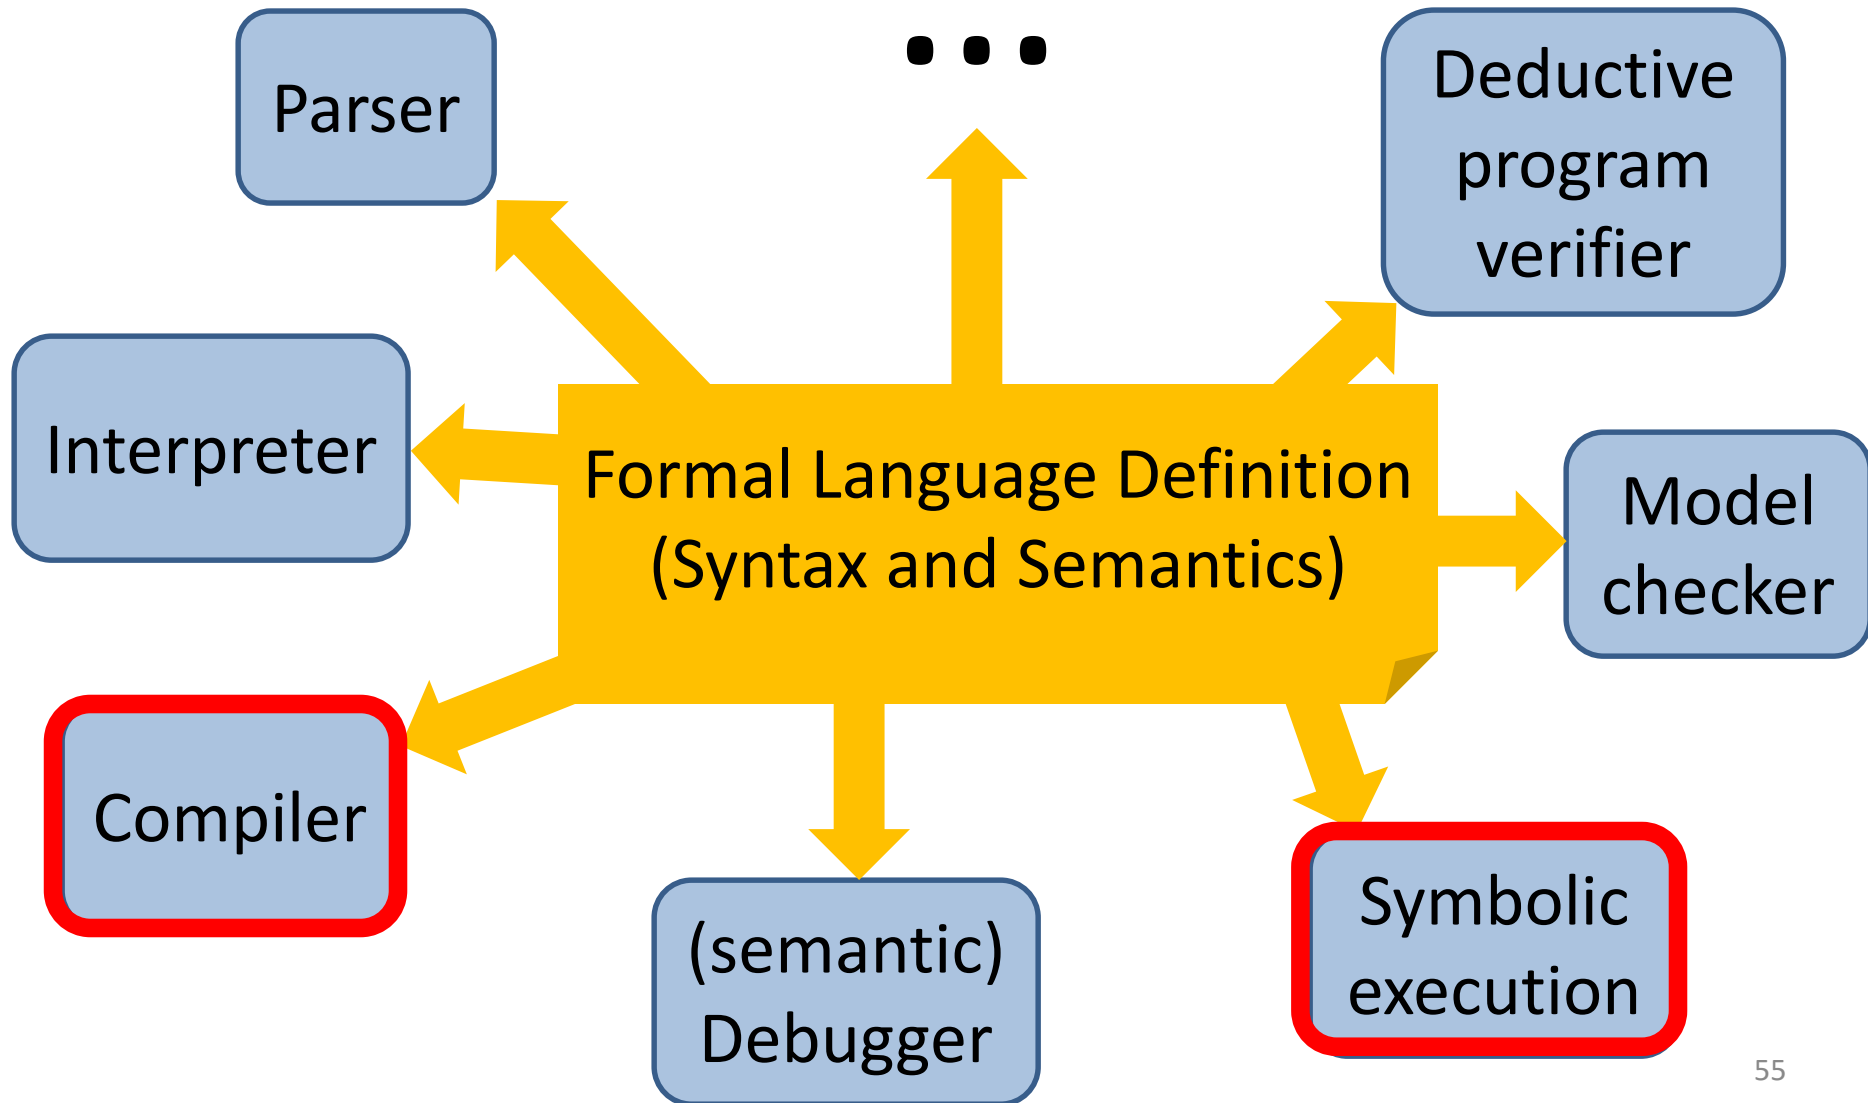 Parser
...
Deductive
program
verifier
Interpreter
Formal Language Definition
(Syntax and Semantics)
Model
checker
Compiler
(semantic)
Debugger
Symbolic
execution
55